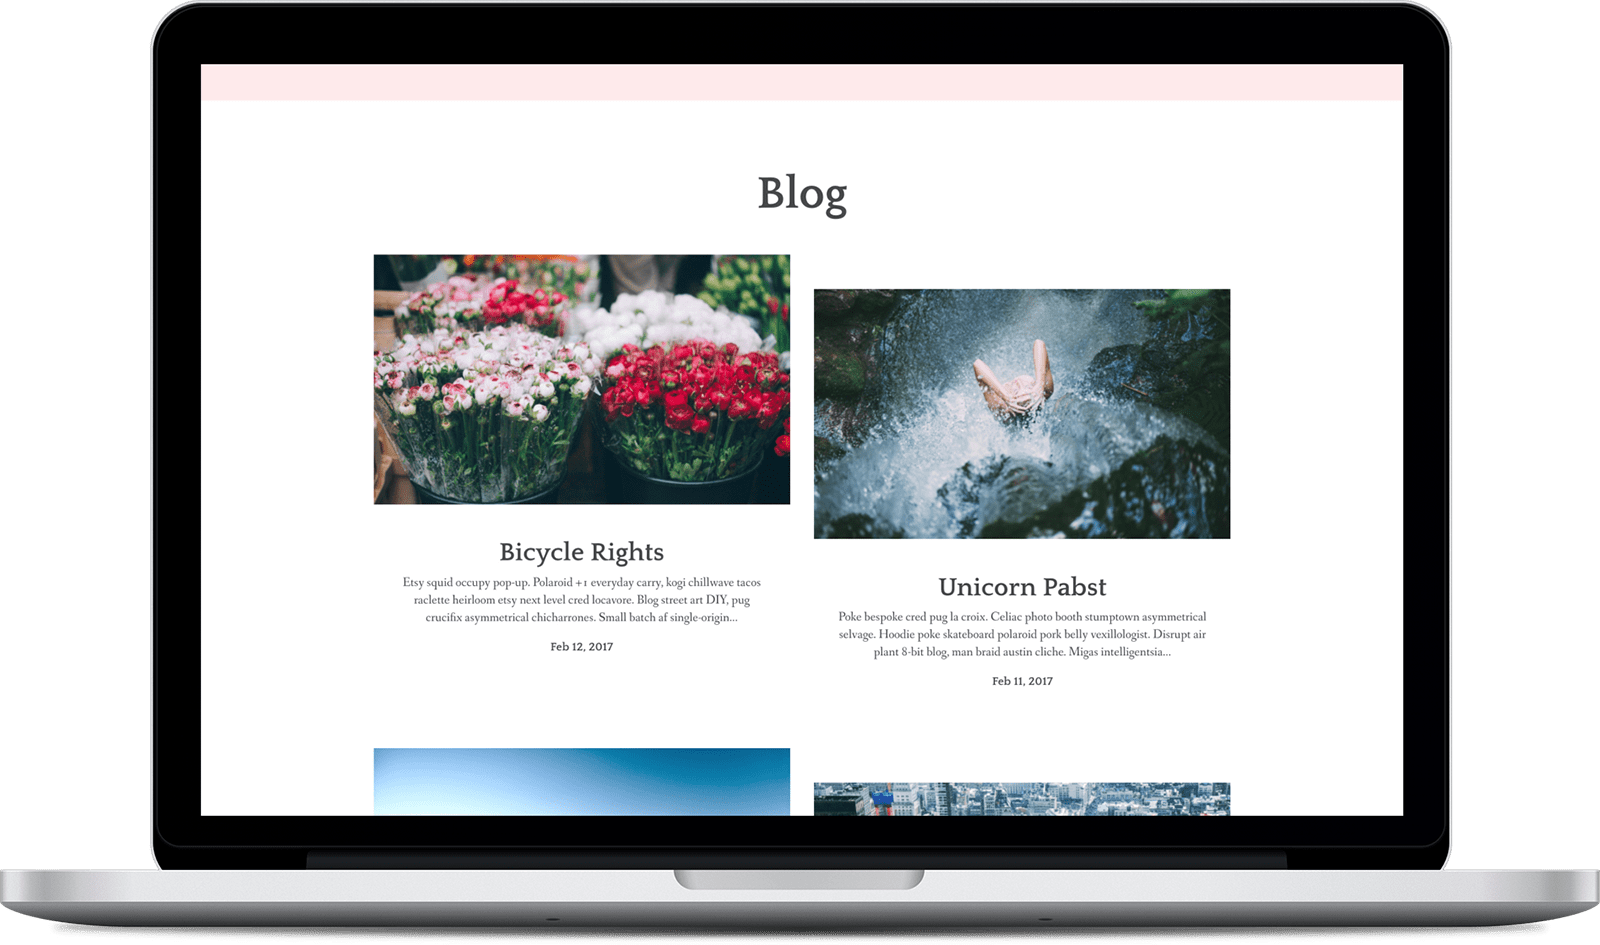 Blog
Bicycle Rights
Etsy squid occupy pop-up. Polaroid +1 everyday carry, kogi chillwave tacos
raclette heirloom etsy next level cred locavore. Blog street art DIY, pug
crucifix asymmetrical chicharrones. Small batch af single-origin...
Feb 12, 2017
Unicorn Pabst
Poke bespoke cred pug la croix. Celiac photo booth stumptown asymmetrical
selvage. Hoodie poke skateboard polaroid pork belly vexillologist. Disrupt air
plant 8-bit blog, man braid austin cliche. Migas intelligentsia...
Feb 11, 2017